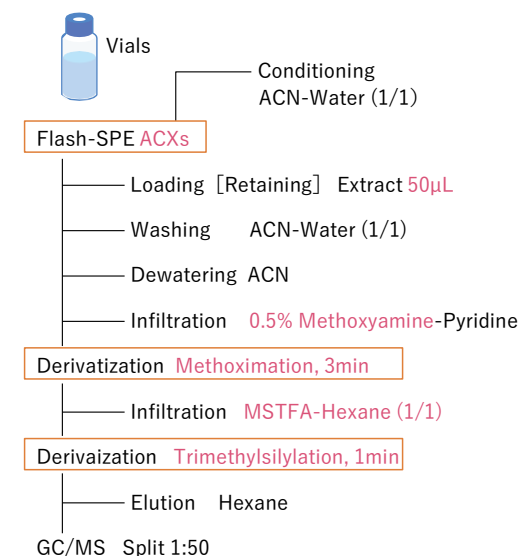 Vials
Conditioning
ACN-Water (1/1)
Flash-SPE ACXs
Loading [Retaining] Extract 50µL
Washing ACN-Water (1/1)
Dewatering ACN
Infiltration 0.5% Methoxyamine-Pyridine
Derivatization Methoximation, 3min
Infiltration MSTFA-Hexane (1/1)
Derivaization Trimethylsilylation, 1min
Elution Hexane
GC/MS Split 1:50